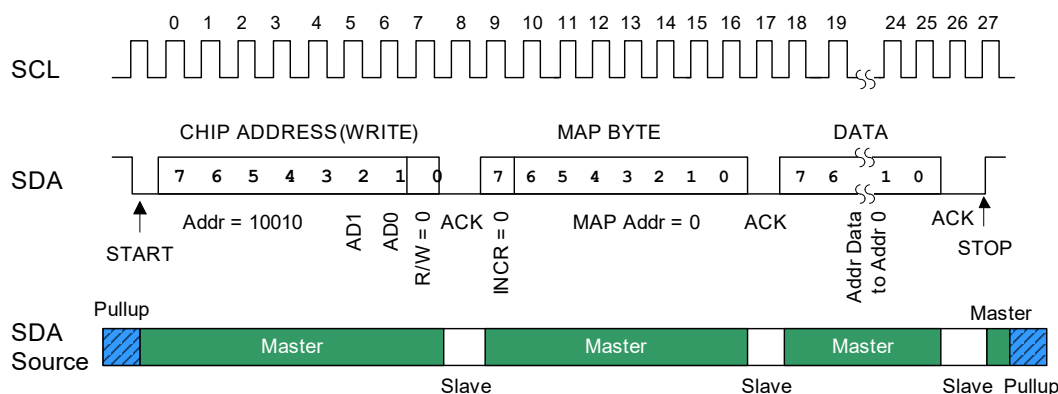 0 1 2 3 4 5 6 7 8 9 10 11 12 13 14 15 16 17 18 19 24 25 26 27
SCL
CHIP ADDRESS (WRITE) MAP BYTE DATA
SDA 7 6 5 4 3 2 1 0 7 6 5 4 3 2 1 0 7 6 1 0
START Addr = 10010 AD1 AD0 R/W = 0 ACK INCR = 0 MAP Addr = 0 ACK Addr Data to Addr 0 ACK STOP
Pullup Master
SDA Source Master Master Master
Slave Slave Slave Pullup